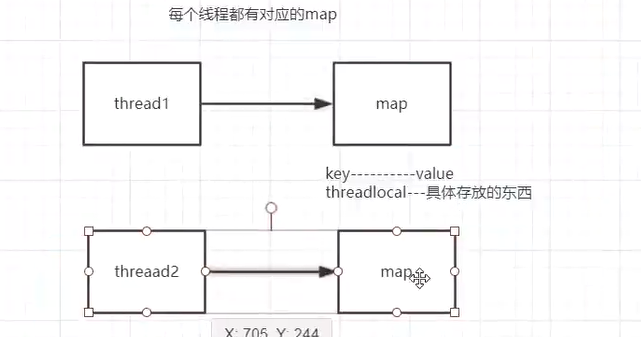 每个线程都有对应的map
thread1
map
key----------value
threadlocal---具体存放的东西
threaad2
map
X: 705, Y: 244